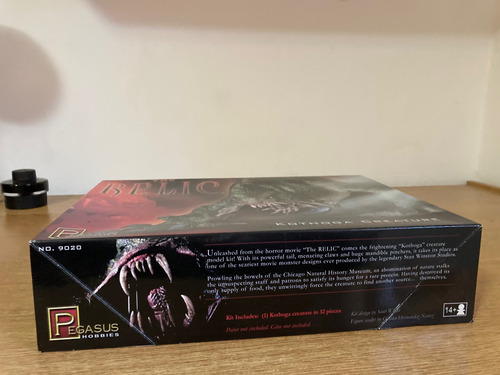 RELIC
KOTHOGA CREATURE
NO. 9020
Unleashed from the horror movie "The RELIC" comes the frightening "Kothoga" creature
model kit! With its powerful tail, menacing claws and huge mandible pinchers, it takes its place as
one of the scariest movie monster designs ever produced by the legendary Stan Winston Studios.
Prowling the bowels of the Chicago Natural History Museum, an abomination of nature stalks
the unsuspecting staff and patrons to satisfy its hunger for a rare protein. Having destroyed its
only supply of food, they unwittingly force the creature to find another source... themselves.
Kit Includes: (1) Kothoga creature in 12 pieces
Paint not included. Glue not included.
PEGASUS
HOBBIES
14+